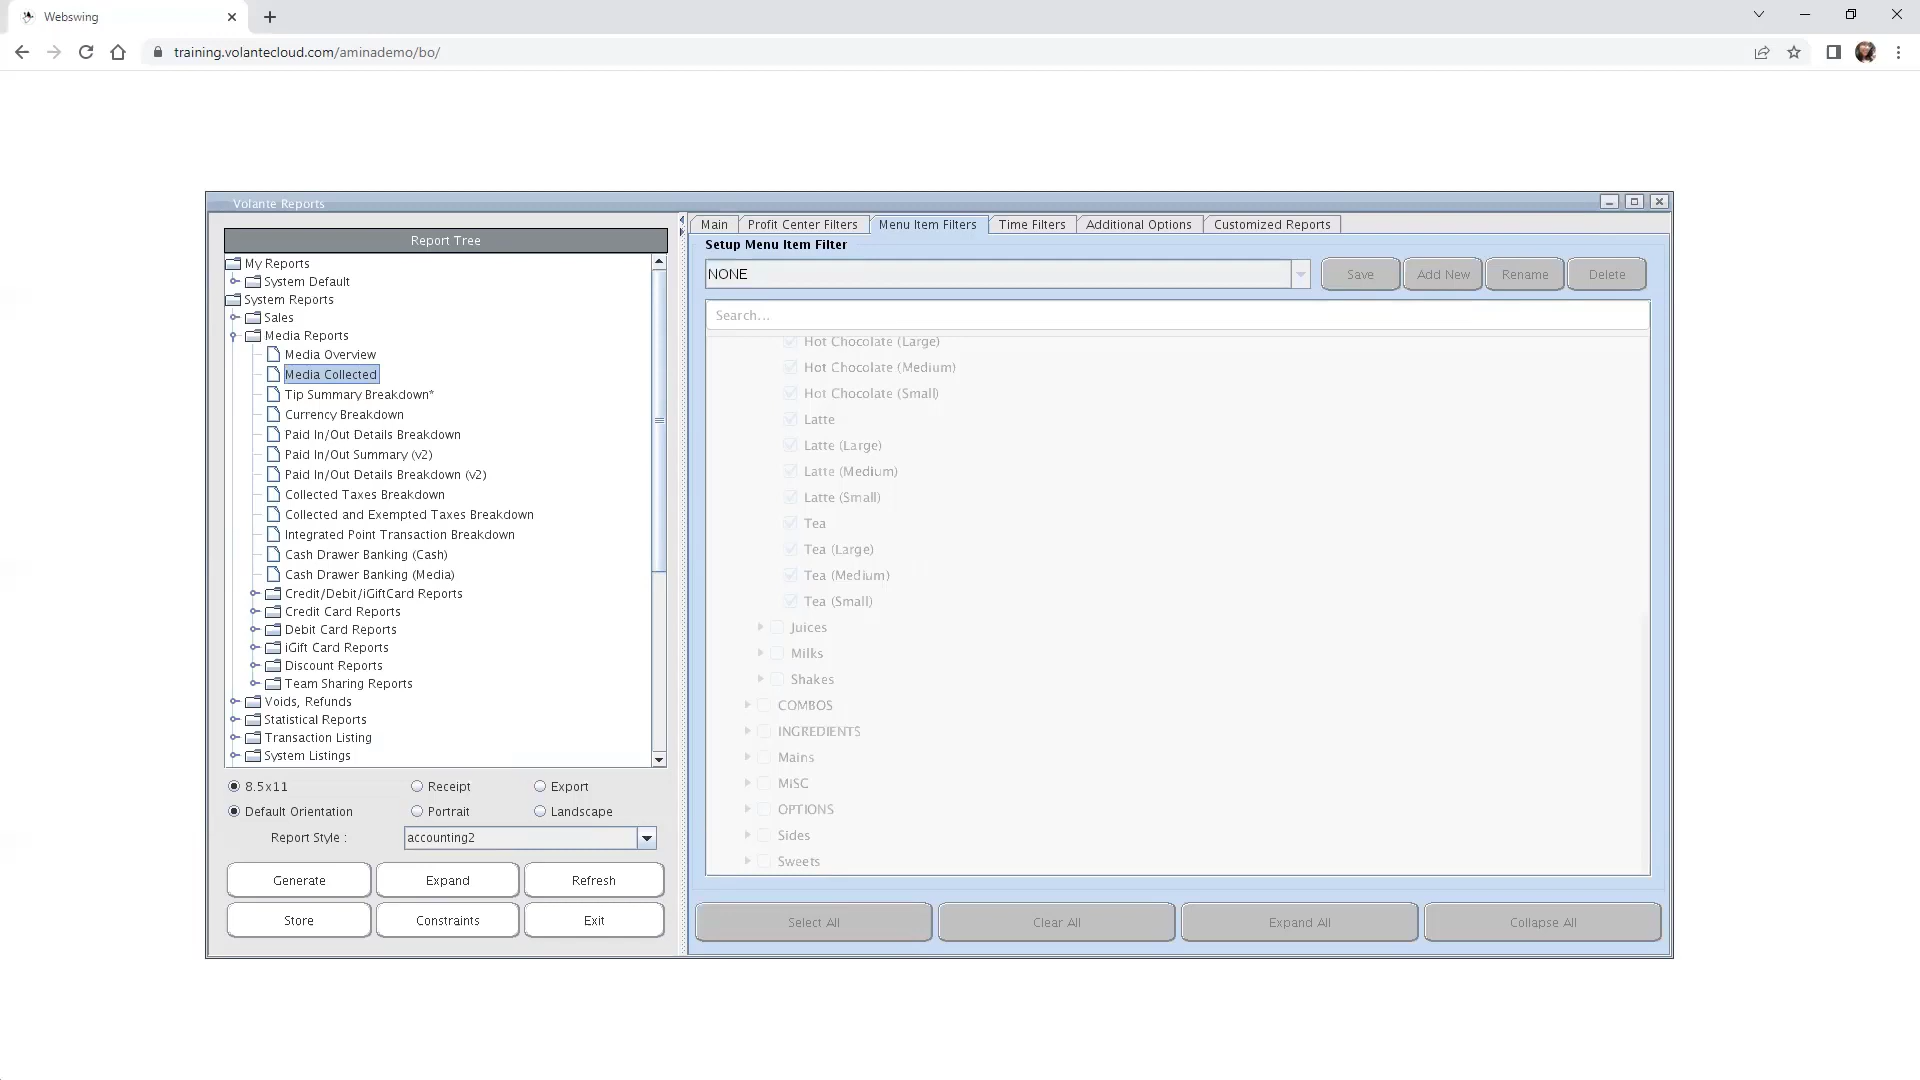 Webswing
training.volantecloud.com/aminademo/bo/
Volante Reports
Report Tree
My Reports
System Default
System Reports
Sales
Media Reports
Media Overview
Media Collected
Tip Summary Breakdown*
Currency Breakdown
Paid In/Out Details Breakdown
Paid In/Out Summary (v2)
Paid In/Out Details Breakdown (v2)
Collected Taxes Breakdown
Collected and Exempted Taxes Breakdown
Integrated Point Transaction Breakdown
Cash Drawer Banking (Cash)
Cash Drawer Banking (Media)
Credit/Debit/iGiftCard Reports
Credit Card Reports
Debit Card Reports
iGift Card Reports
Discount Reports
Team Sharing Reports
Voids, Refunds
Statistical Reports
Transaction Listing
System Listings
8.5x11 Receipt Export
Default Orientation Portrait Landscape
Report Style : accounting2
Generate Expand Refresh
Store Constraints Exit
Main Profit Center Filters Menu Item Filters Time Filters Additional Options Customized Reports
Setup Menu Item Filter
NONE Save Add New Rename Delete
Search...
Hot Chocolate (Large)
Hot Chocolate (Medium)
Hot Chocolate (Small)
Latte
Latte (Large)
Latte (Medium)
Latte (Small)
Tea
Tea (Large)
Tea (Medium)
Tea (Small)
Juices
Milks
Shakes
COMBOS
INGREDIENTS
Mains
MISC
OPTIONS
Sides
Sweets
Select All Clear All Expand All Collapse All